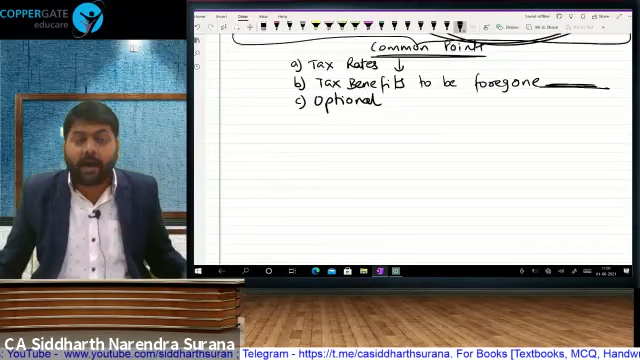 COPPERGATE
educare
Common Points
a) Tax Rates ↓
b) Tax Benefits to be foregone
c) Optional
CA Siddharth Narendra Surana
s; YouTube - www.youtube.com/siddharthsuran ; Telegram - https://t.me/casiddharthsurana. For Books [Textbooks, MCQ, Handw